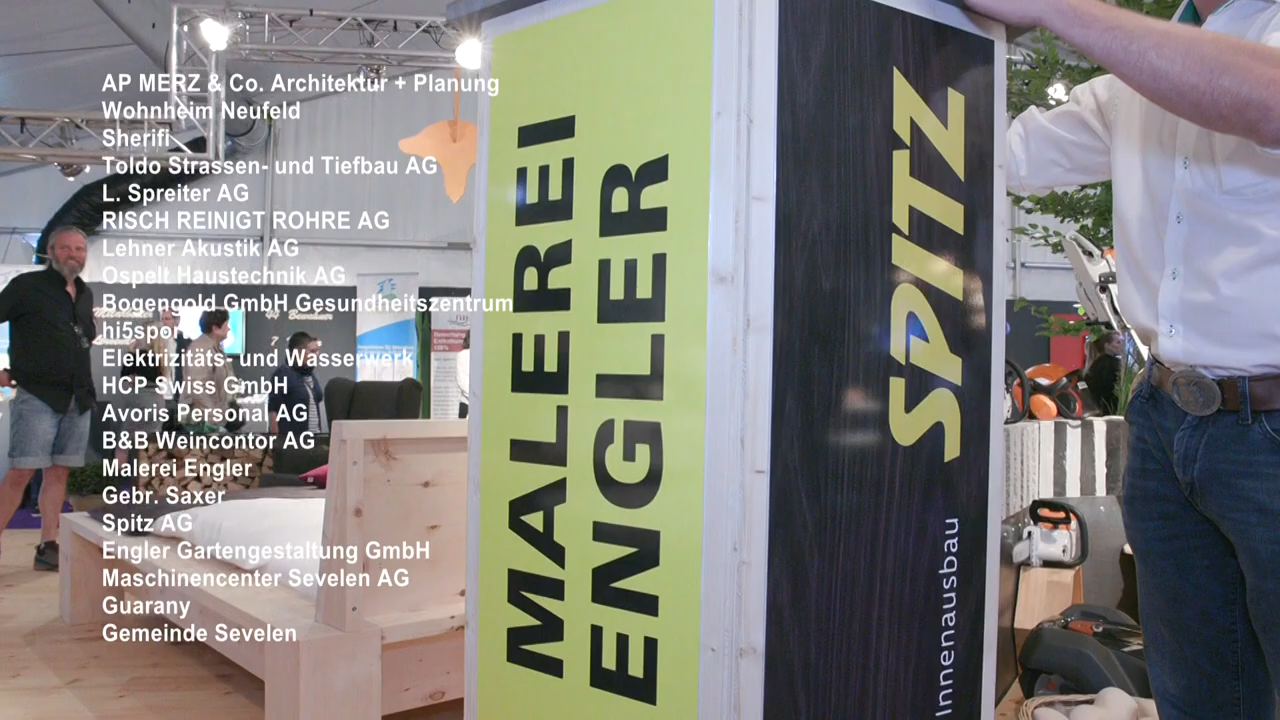 AP MERZ & Co. Architektur + Planung
Wohnheim Neufeld
Sherifi
Toldo Strassen- und Tiefbau AG
L. Spreiter AG
RISCH REINIGT ROHRE AG
Lehner Akustik AG
Ospelt Haustechnik AG
Bogengold GmbH Gesundheitszentrum
hi5sport
Elektrizitäts- und Wasserwerk
HCP Swiss GmbH
Avoris Personal AG
B&B Weincontor AG
Malerei Engler
Gebr. Saxer
Spitz AG
Engler Gartengestaltung GmbH
Maschinencenter Sevelen AG
Guarany
Gemeinde Sevelen
MALEREI
ENGLER
SPITZ
Innenausbau